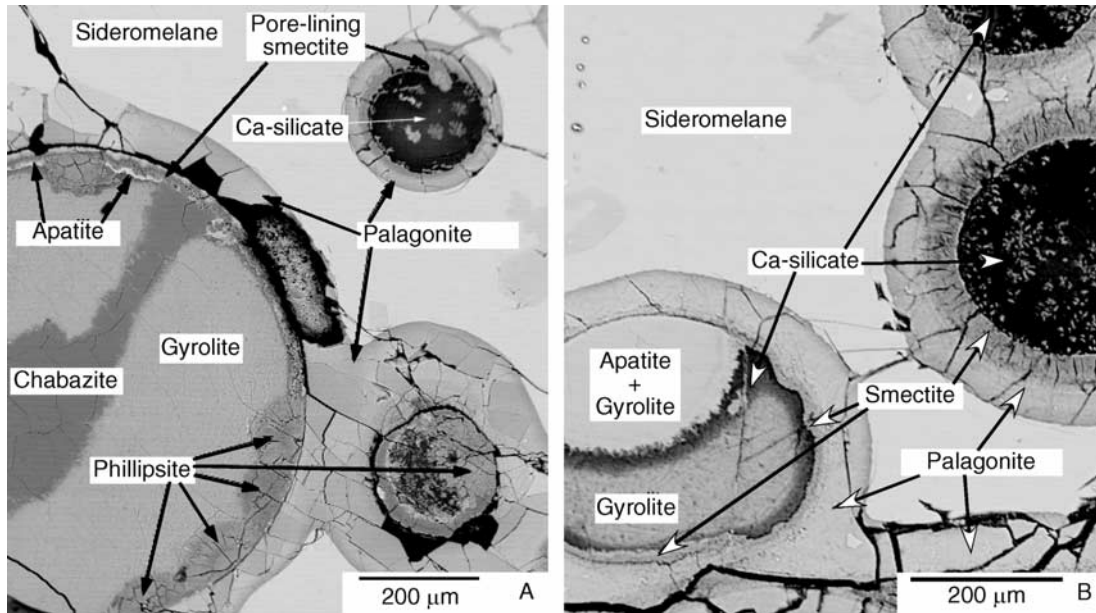 Sideromelane
Pore-lining
smectite
Ca-silicate
Apatite
Palagonite
Gyrolite
Chabazite
Phillipsite
200 μm
A
Sideromelane
Ca-silicate
Apatite
+
Gyrolite
Smectite
Palagonite
Gyrolite
200 μm
B